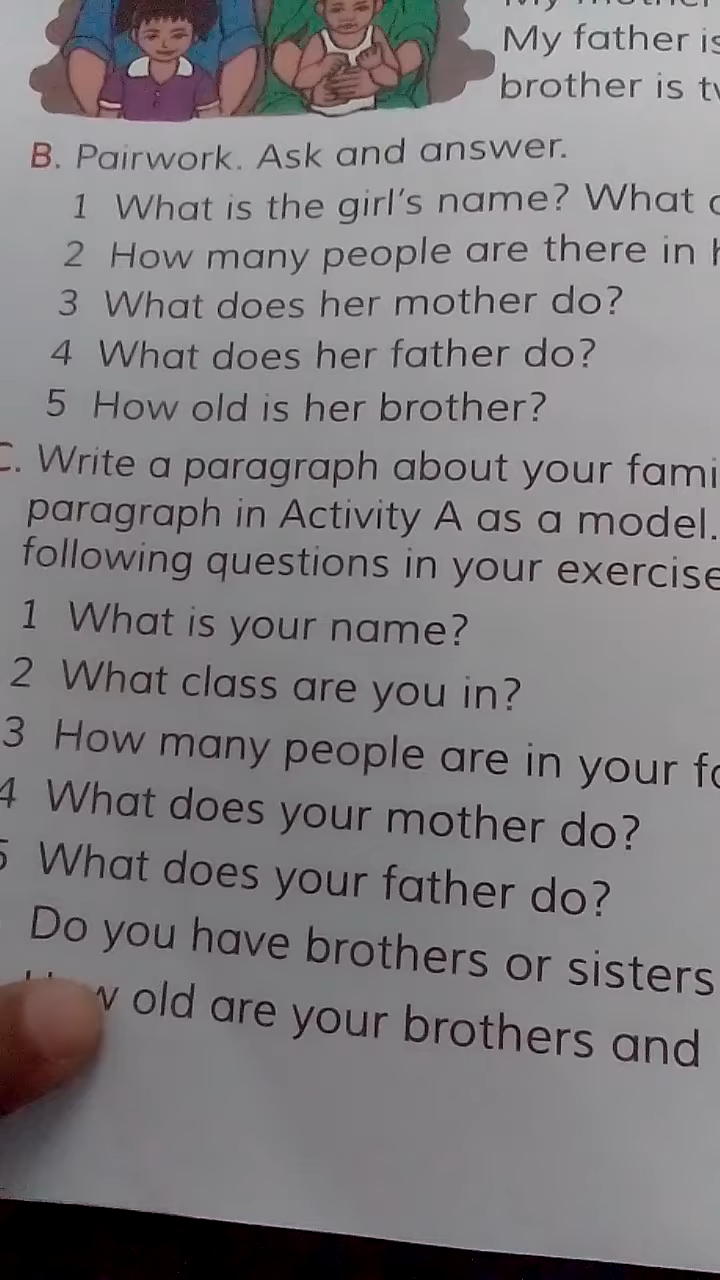 My father is
brother is
B. Pairwork. Ask and answer.
1 What is the girl's name? What
2 How many people are there in
3 What does her mother do?
4 What does her father do?
5 How old is her brother?
C. Write a paragraph about your fami
paragraph in Activity A as a model.
following questions in your exercise
1 What is your name?
2 What class are you in?
3 How many people are in your
4 What does your mother do?
5 What does your father do?
Do you have brothers or sisters
old are your brothers and